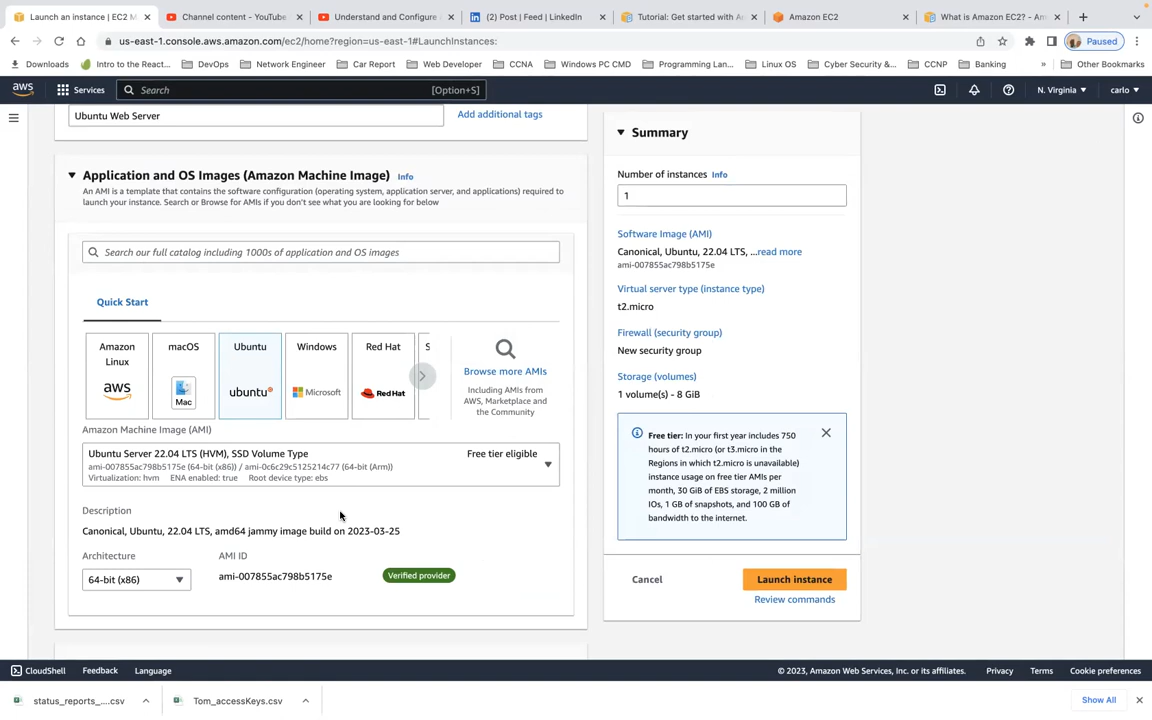 Launch an instance | EC2 M
Channel content - YouTube
Understand and Configure
(2) Post | Feed | LinkedIn
Tutorial: Get started with A
Amazon EC2
What is Amazon EC2? - Am
us-east-1.console.aws.amazon.com/ec2/home?region=us-east-1#LaunchInstances:
Paused
Downloads
Intro to the React...
DevOps
Network Engineer
Car Report
Web Developer
CCNA
Windows PC CMD
Programming Lan...
Linux OS
Cyber Security &...
CCNP
Banking
»
Other Bookmarks
aws
Services
Search
[Option+S]
N. Virginia
carlo
Ubuntu Web Server
Add additional tags
Application and OS Images (Amazon Machine Image) Info
An AMI is a template that contains the software configuration (operating system, application server, and applications) required to
launch your instance. Search or Browse for AMIs if you don't see what you are looking for below
Search our full catalog including 1000s of application and OS images
Quick Start
Amazon
Linux
aws
macOS
Mac
Ubuntu
ubuntu
Windows
Microsoft
Red Hat
Red Hat
S
Browse more AMIs
Including AMIs from
AWS, Marketplace and
the Community
Amazon Machine Image (AMI)
Ubuntu Server 22.04 LTS (HVM), SSD Volume Type
Free tier eligible
ami-007855ac798b5175e (64-bit (x86)) / ami-0c6c29c5125214c77 (64-bit (Arm))
Virtualization: hvm ENA enabled: true Root device type: ebs
Description
Canonical, Ubuntu, 22.04 LTS, amd64 jammy image build on 2023-03-25
Architecture
AMI ID
64-bit (x86)
ami-007855ac798b5175e
Verified provider
Summary
Number of instances Info
1
Software Image (AMI)
Canonical, Ubuntu, 22.04 LTS, ...read more
ami-007855ac798b5175e
Virtual server type (instance type)
t2.micro
Firewall (security group)
New security group
Storage (volumes)
1 volume(s) - 8 GiB
Free tier: In your first year includes 750
hours of t2.micro (or t3.micro in the
Regions in which t2.micro is unavailable)
instance usage on free tier AMIs per
month, 30 GiB of EBS storage, 2 million
IOs, 1 GB of snapshots, and 100 GB of
bandwidth to the internet.
Cancel
Launch instance
Review commands
CloudShell
Feedback
Language
© 2023, Amazon Web Services, Inc. or its affiliates.
Privacy
Terms
Cookie preferences
status_reports_....csv
Tom_accessKeys.csv
Show All